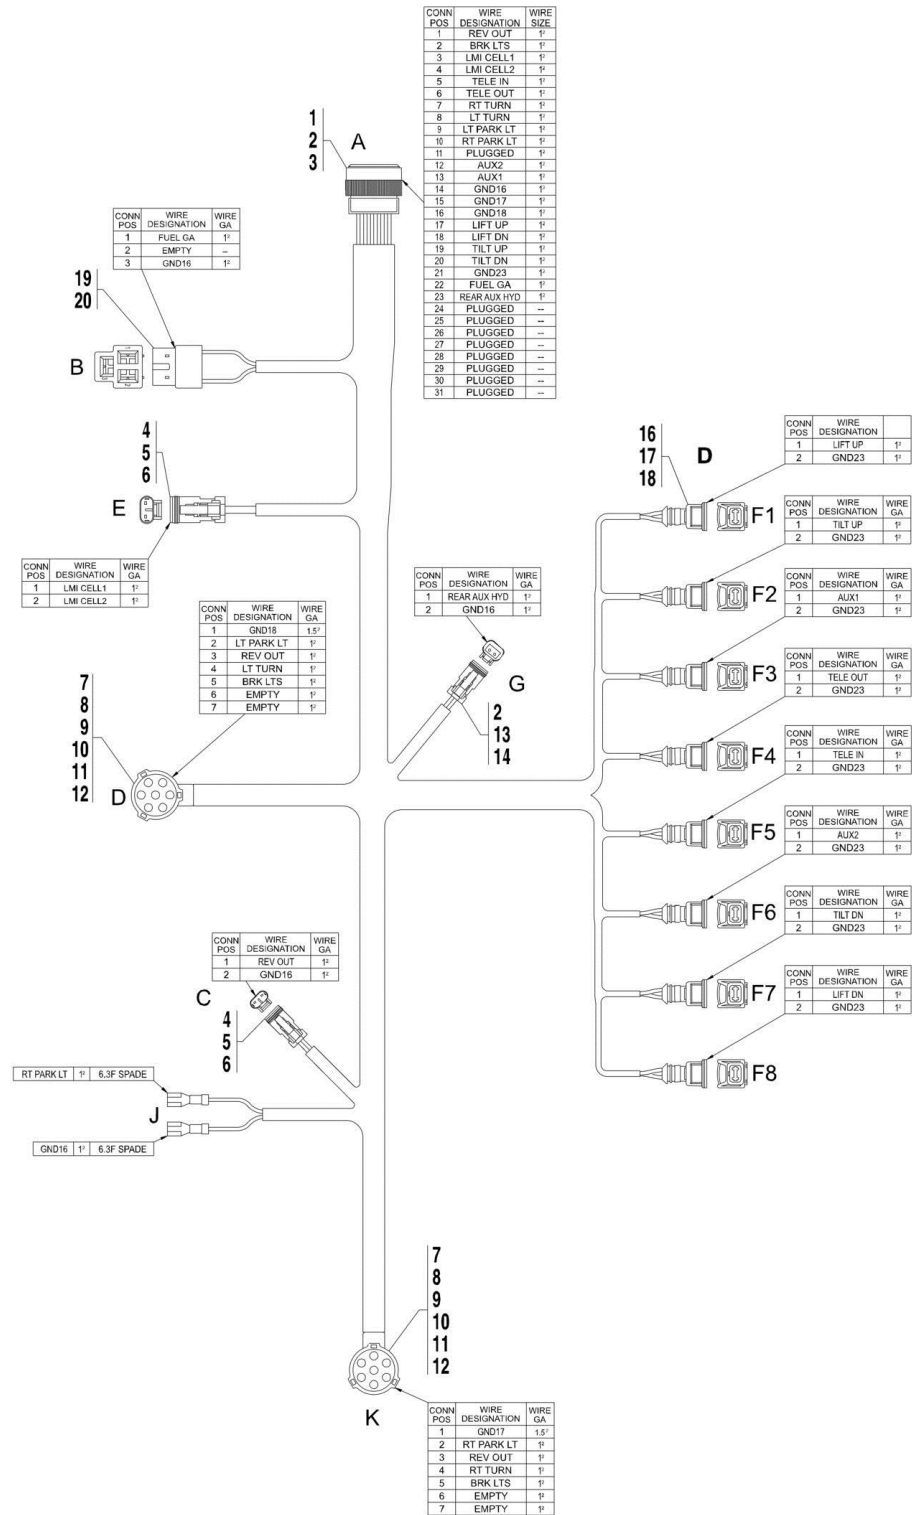 CONN POS WIRE DESIGNATION WIRE SIZE
1 REV OUT 1²
2 BRK LTS 1²
3 LMI CELL1 1²
4 LMI CELL2 1²
5 TELE IN 1²
6 TELE OUT 1²
7 RT TURN 1²
8 LT TURN 1²
9 LT PARK LT 1²
10 RT PARK LT 1²
11 PLUGGED 1²
12 AUX2 1²
13 AUX1 1²
14 GND16 1²
15 GND17 1²
16 GND18 1²
17 LIFT UP 1²
18 LIFT DN 1²
19 TILT UP 1²
20 TILT DN 1²
21 GND23 1²
22 FUEL GA 1²
23 REAR AUX HYD 1²
24 PLUGGED --
25 PLUGGED --
26 PLUGGED --
27 PLUGGED --
28 PLUGGED --
29 PLUGGED --
30 PLUGGED --
31 PLUGGED --
1
2
3
A
CONN POS WIRE DESIGNATION WIRE GA
1 FUEL GA 1²
2 EMPTY --
3 GND16 1²
19
20
B
4
5
6
E
CONN POS WIRE DESIGNATION WIRE GA
1 LMI CELL1 1²
2 LMI CELL2 1²
16
17
18
D
CONN POS WIRE DESIGNATION
1 LIFT UP 1²
2 GND23 1²
F1
CONN POS WIRE DESIGNATION WIRE GA
1 TILT UP 1²
2 GND23 1²
F2
CONN POS WIRE DESIGNATION WIRE GA
1 AUX1 1²
2 GND23 1²
F3
CONN POS WIRE DESIGNATION WIRE GA
1 TELE OUT 1²
2 GND23 1²
F4
CONN POS WIRE DESIGNATION WIRE GA
1 TELE IN 1²
2 GND23 1²
F5
CONN POS WIRE DESIGNATION WIRE GA
1 AUX2 1²
2 GND23 1²
F6
CONN POS WIRE DESIGNATION WIRE GA
1 TILT DN 1²
2 GND23 1²
F7
CONN POS WIRE DESIGNATION WIRE GA
1 LIFT DN 1²
2 GND23 1²
F8
CONN POS WIRE DESIGNATION WIRE GA
1 REAR AUX HYD 1²
2 GND16 1²
G
2
13
14
CONN POS WIRE DESIGNATION WIRE GA
1 GND18 1.5²
2 LT PARK LT 1²
3 REV OUT 1²
4 LT TURN 1²
5 BRK LTS 1²
6 EMPTY 1²
7 EMPTY 1²
7
8
9
10
11
12
D
CONN POS WIRE DESIGNATION WIRE GA
1 REV OUT 1²
2 GND16 1²
C
4
5
6
RT PARK LT 1² 6.3F SPADE
J
GND16 1² 6.3F SPADE
7
8
9
10
11
12
K
CONN POS WIRE DESIGNATION WIRE GA
1 GND17 1.5²
2 RT PARK LT 1²
3 REV OUT 1²
4 RT TURN 1²
5 BRK LTS 1²
6 EMPTY 1²
7 EMPTY 1²